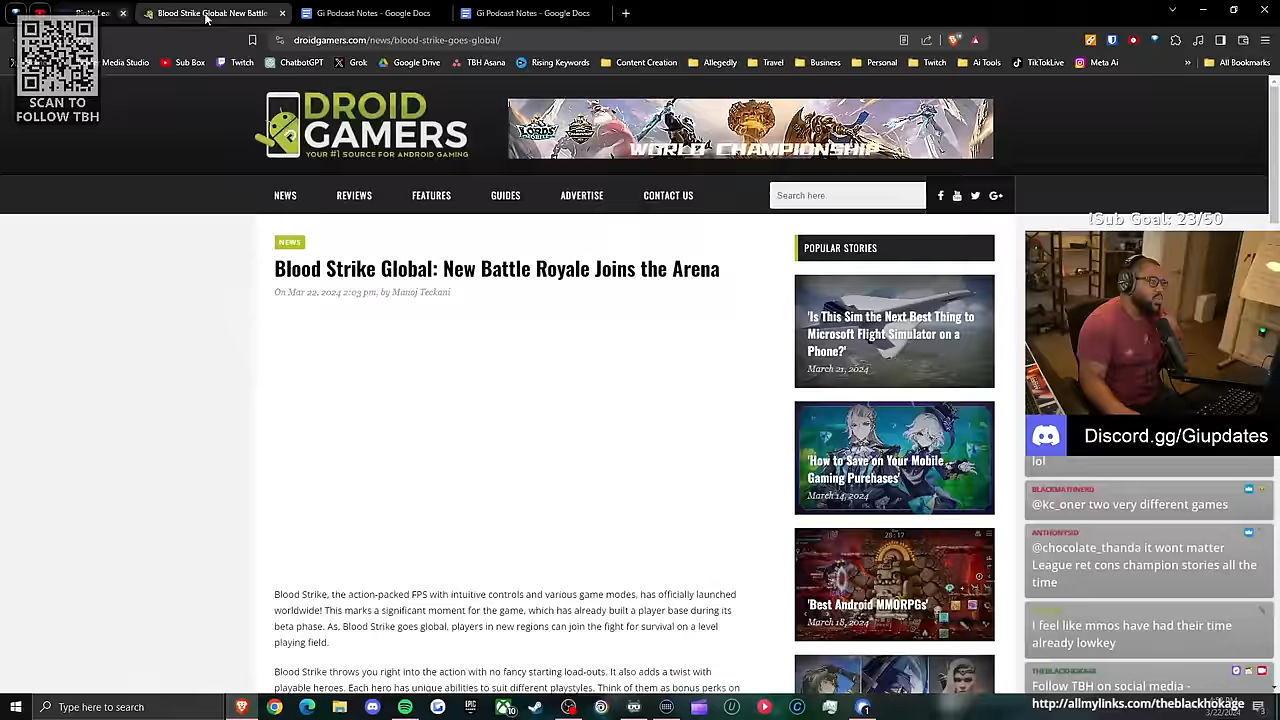 Blood Strike Global: New Battle
Gi Podcast Notes - Google Docs
Gi Podcast Notes - Google Docs
droidgamers.com/news/blood-strike-goes-global/
Media Studio
Sub Box
Twitch
ChatGPT
Grok
Google Drive
TBH Asana
Rising Keywords
Content Creation
Allegedly
Travel
Business
Personal
Twitch
Ai Tools
TikTokLive
Meta Ai
All Bookmarks
SCAN TO
FOLLOW TBH
DROID
GAMERS
YOUR #1 SOURCE FOR ANDROID GAMING
LORDS MOBILE
WORLD CHAMPIONSHIP
NEWS
REVIEWS
FEATURES
GUIDES
ADVERTISE
CONTACT US
Search here.
!Sub Goal: 23/50
NEWS
Blood Strike Global: New Battle Royale Joins the Arena
On Mar 22, 2024 2:03 pm, by Manoj Teckani
Blood Strike, the action-packed FPS with intuitive controls and various game modes, has officially launched
worldwide! This marks a significant moment for the game, which has already built a player base during its
beta phase. As, Blood Strike goes global, players in new regions can join the fight for survival on a level
playing field.
Blood Strike throws you right into the action with no fancy starting load-outs. It also adds a twist with
playable heroes. Each hero has unique abilities to suit different playstyles. Think of them as bonus perks on
POPULAR STORIES
'Is This Sim the Next Best Thing to
Microsoft Flight Simulator on a
Phone?'
March 21, 2024
'How to Save on Your Mobile
Gaming Purchases'
March 14, 2024
28:17
'Best Android MMORPGs'
March 18, 2024
Discord.gg/Giupdates
lol
BLACKMATHNERD
@kc_oner two very different games
ANTHONYSID
@chocolate_thanda it wont matter
League ret cons champion stories all the
time
I feel like mmos have had their time
already lowkey
THEBLACKHOKAGE
Follow TBH on social media -
http://allmylinks.com/theblackhokage
Type here to search
3/22/2024